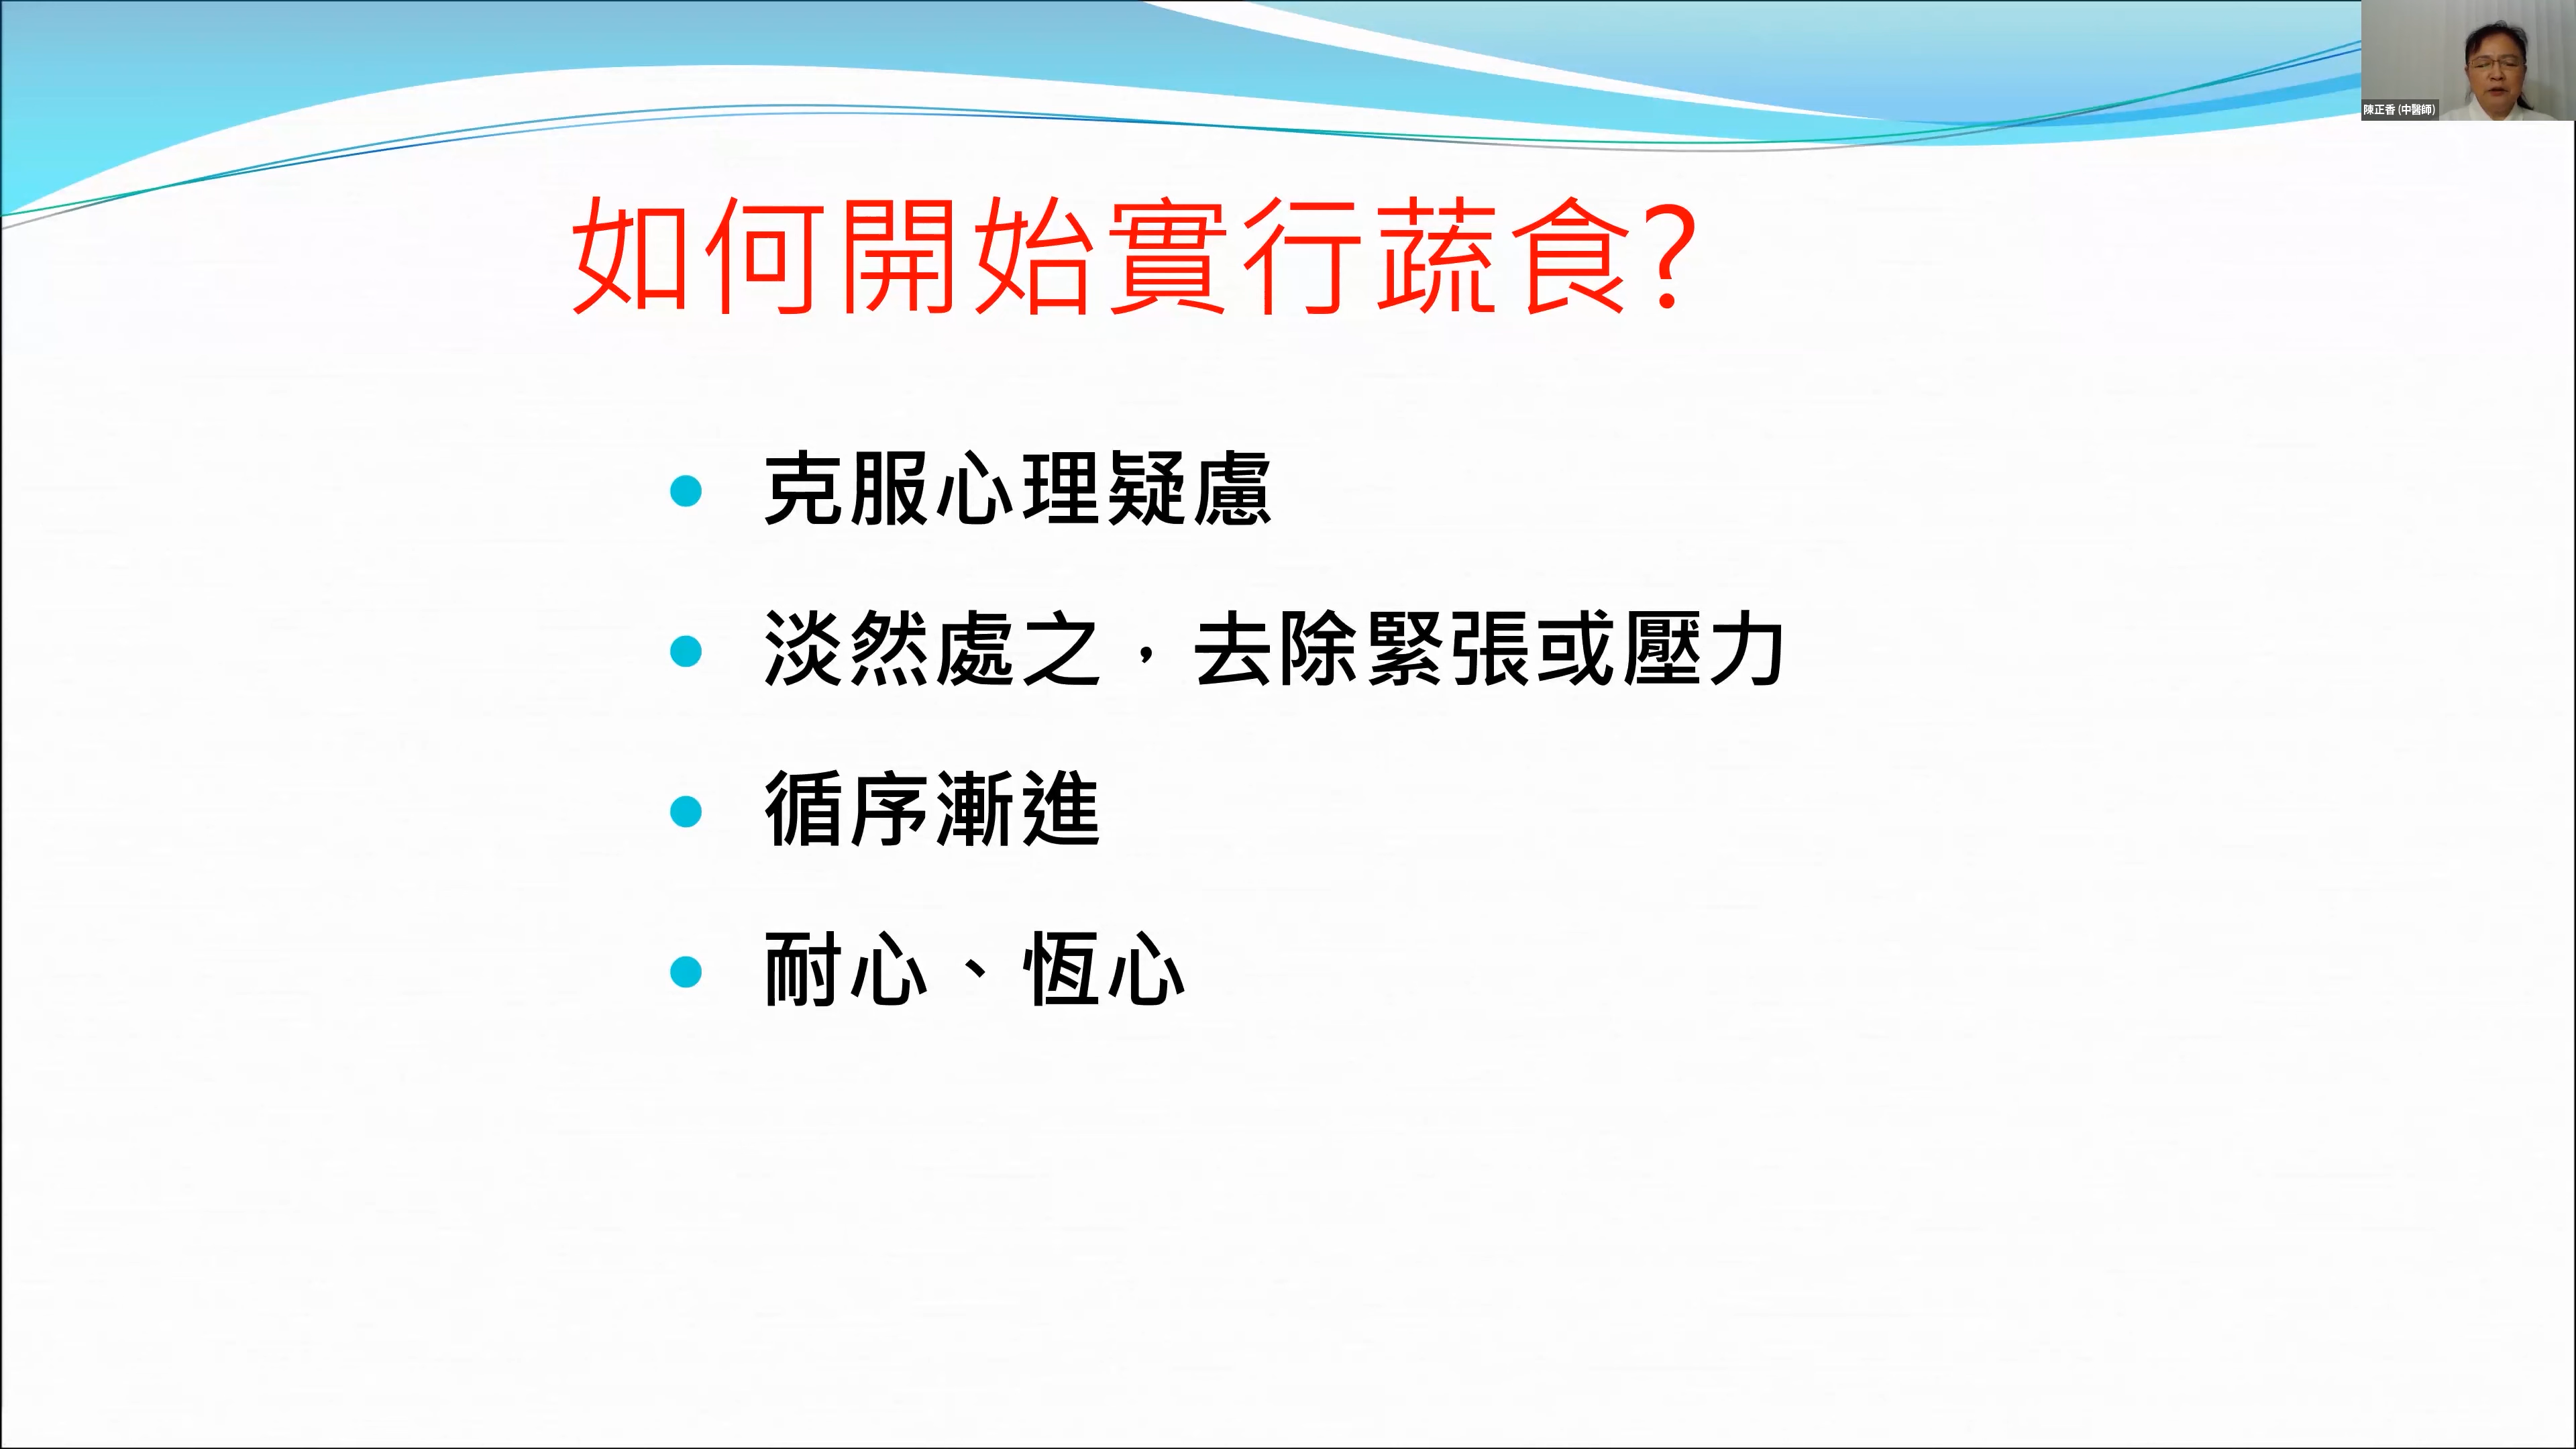 陳正香 (中醫師)
如何開始實行蔬食?
• 克服心理疑慮
• 淡然處之，去除緊張或壓力
• 循序漸進
• 耐心、恆心